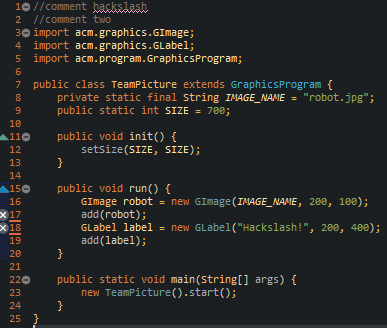 1 //comment hackslash
2 //comment two
3 import acm.graphics.GImage;
4 import acm.graphics.GLabel;
5 import acm.program.GraphicsProgram;
6
7 public class TeamPicture extends GraphicsProgram {
8 private static final String IMAGE_NAME = "robot.jpg";
9 public static int SIZE = 700;
10
11 public void init() {
12 setSize(SIZE, SIZE);
13 }
14
15 public void run() {
16 GImage robot = new GImage(IMAGE_NAME, 200, 100);
17 add(robot);
18 GLabel label = new GLabel("Hackslash!", 200, 400);
19 add(label);
20 }
21
22 public static void main(String[] args) {
23 new TeamPicture().start();
24 }
25 }